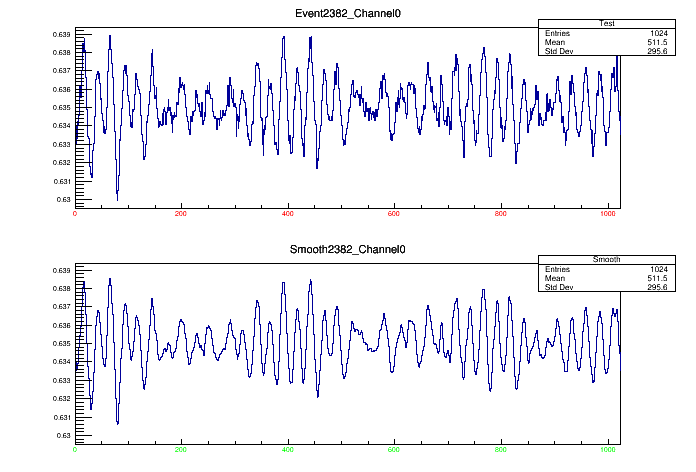 Event2382_Channel0
Test
Entries 1024
Mean 511.5
Std Dev 295.6
0.639
0.638
0.637
0.636
0.635
0.634
0.633
0.632
0.631
0.63
0 200 400 600 800 1000
Smooth2382_Channel0
Smooth
Entries 1024
Mean 511.5
Std Dev 295.6
0.639
0.638
0.637
0.636
0.635
0.634
0.633
0.632
0.631
0.63
0 200 400 600 800 1000